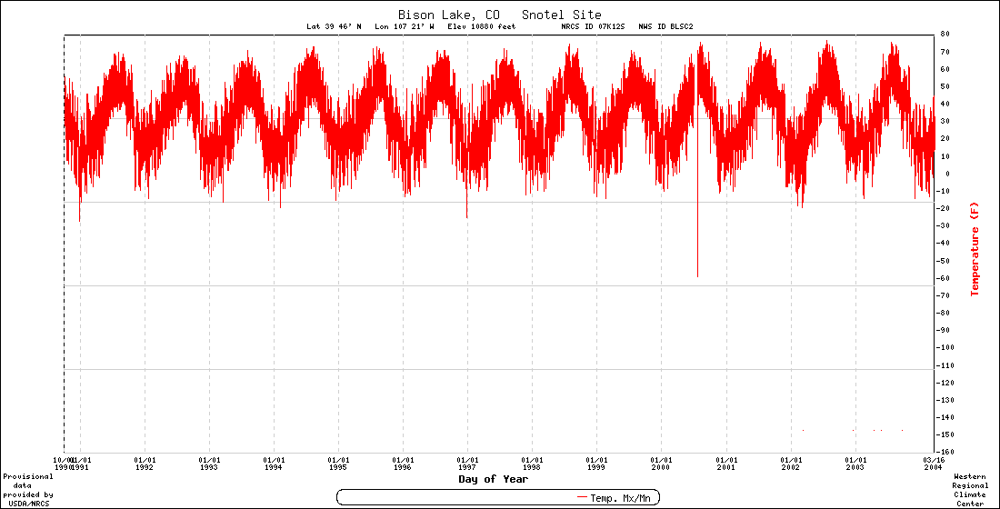 Bison Lake, CO   Snotel Site
Lat 39 46' N   Lon 107 21' W   Elev 10880 feet          NRCS ID 07K12S   NWS ID BLSC2
80
70
60
50
40
30
20
10
0
-10
-20
-30
-40
-50
-60
-70
-80
-90
-100
-110
-120
-130
-140
-150
-160
Temperature (F)
10/01 01/01 01/01 01/01 01/01 01/01 01/01 01/01 01/01 01/01 01/01 01/01 01/01 01/01 03/16
1990 1991 1992 1993 1994 1995 1996 1997 1998 1999 2000 2001 2002 2003 2004
Day of Year
Provisional
data
provided by
USDA/NRCS
Temp. Mx/Mn
Western
Regional
Climate
Center